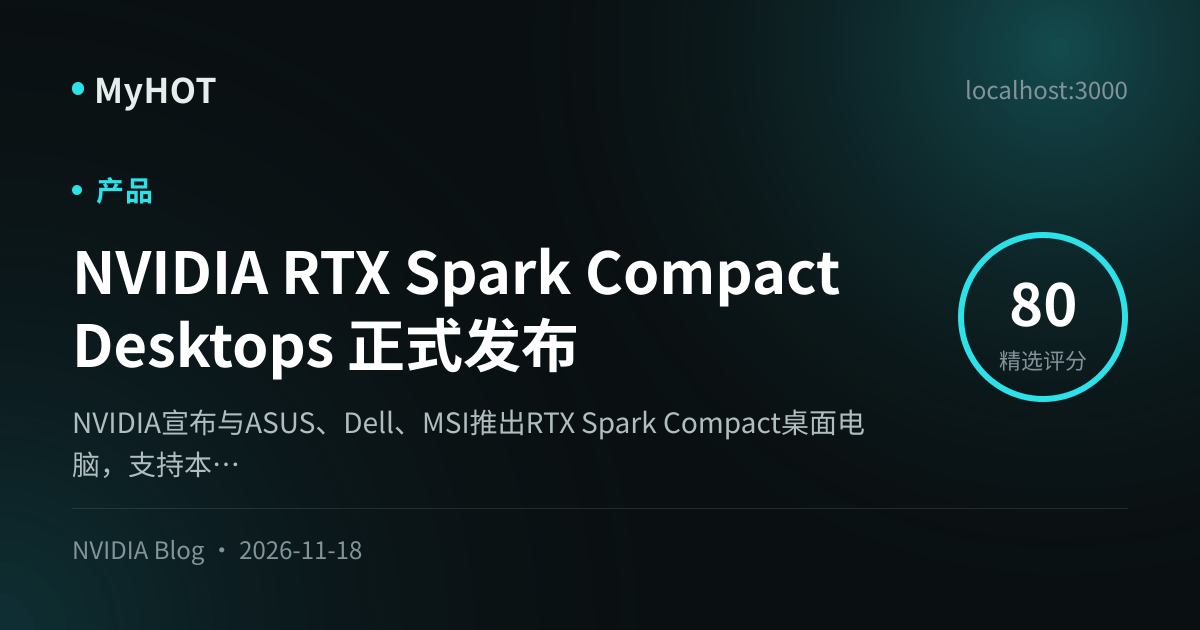 MyHOT
localhost:3000
产品
NVIDIA RTX Spark Compact
Desktops 正式发布
80
精选评分
NVIDIA宣布与ASUS、Dell、MSI推出RTX Spark Compact桌面电
脑，支持本…
NVIDIA Blog · 2026-11-18